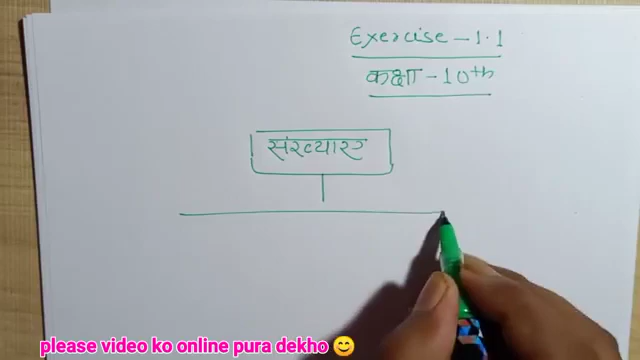 Exercise - 1.1
कक्षा - 10th
संख्याएं
please video ko online pura dekho 😊